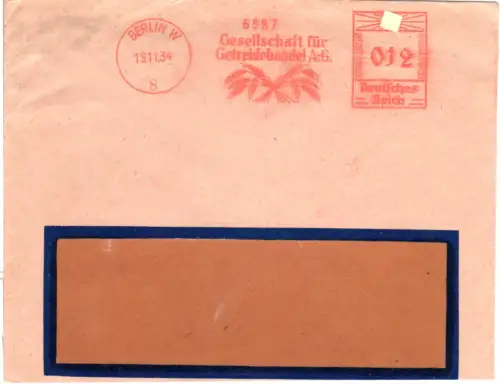 BERLIN W
19.11.34
8
6587
Gesellschaft für
Getreidehandel A-G.
012
Deutsches
Reich